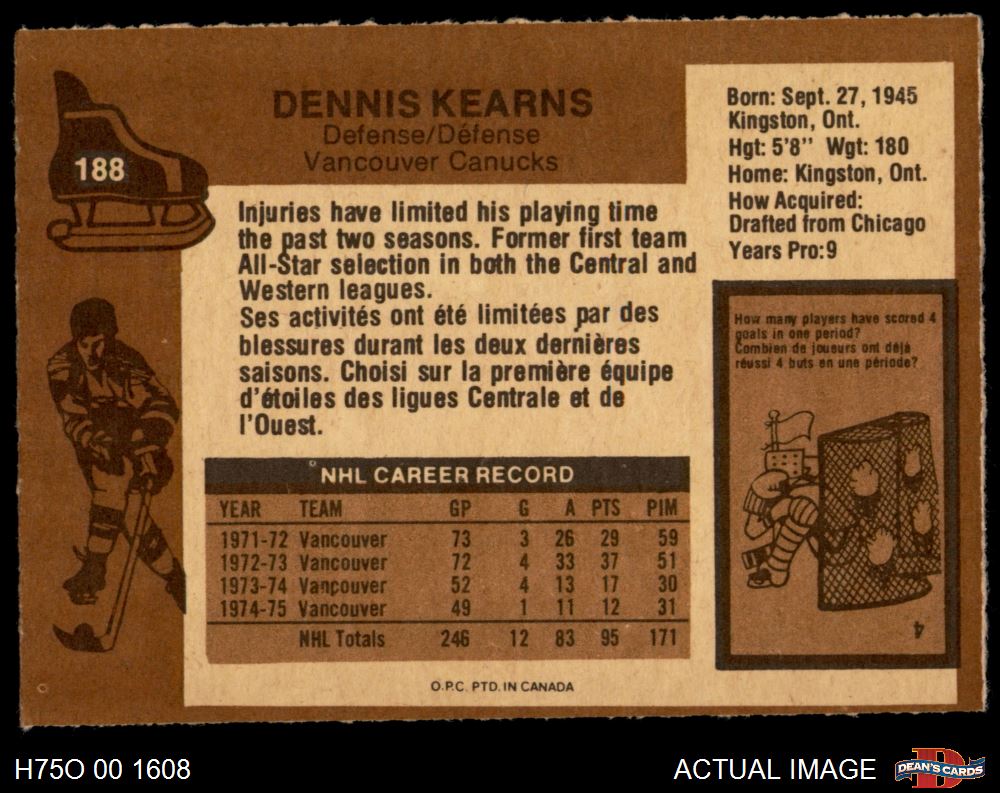 188
DENNIS KEARNS
Defense/Défense
Vancouver Canucks
Born: Sept. 27, 1945
Kingston, Ont.
Hgt: 5'8" Wgt: 180
Home: Kingston, Ont.
How Acquired:
Drafted from Chicago
Years Pro:9
Injuries have limited his playing time
the past two seasons. Former first team
All-Star selection in both the Central and
Western leagues.
Ses activités ont été limitées par des
blessures durant les deux dernières
saisons. Choisi sur la première équipe
d'étoiles des ligues Centrale et de
l'Ouest.
How many players have scored 4
goals in one period?
Combien de joueurs ont déjà
réussi 4 buts en une période?
4
NHL CAREER RECORD
YEAR TEAM GP G A PTS PIM
1971-72 Vancouver 73 3 26 29 59
1972-73 Vancouver 72 4 33 37 51
1973-74 Vancouver 52 4 13 17 30
1974-75 Vancouver 49 1 11 12 31
NHL Totals 246 12 83 95 171
O.P.C. PTD. IN CANADA
H75O 00 1608
ACTUAL IMAGE
DEAN'S CARDS